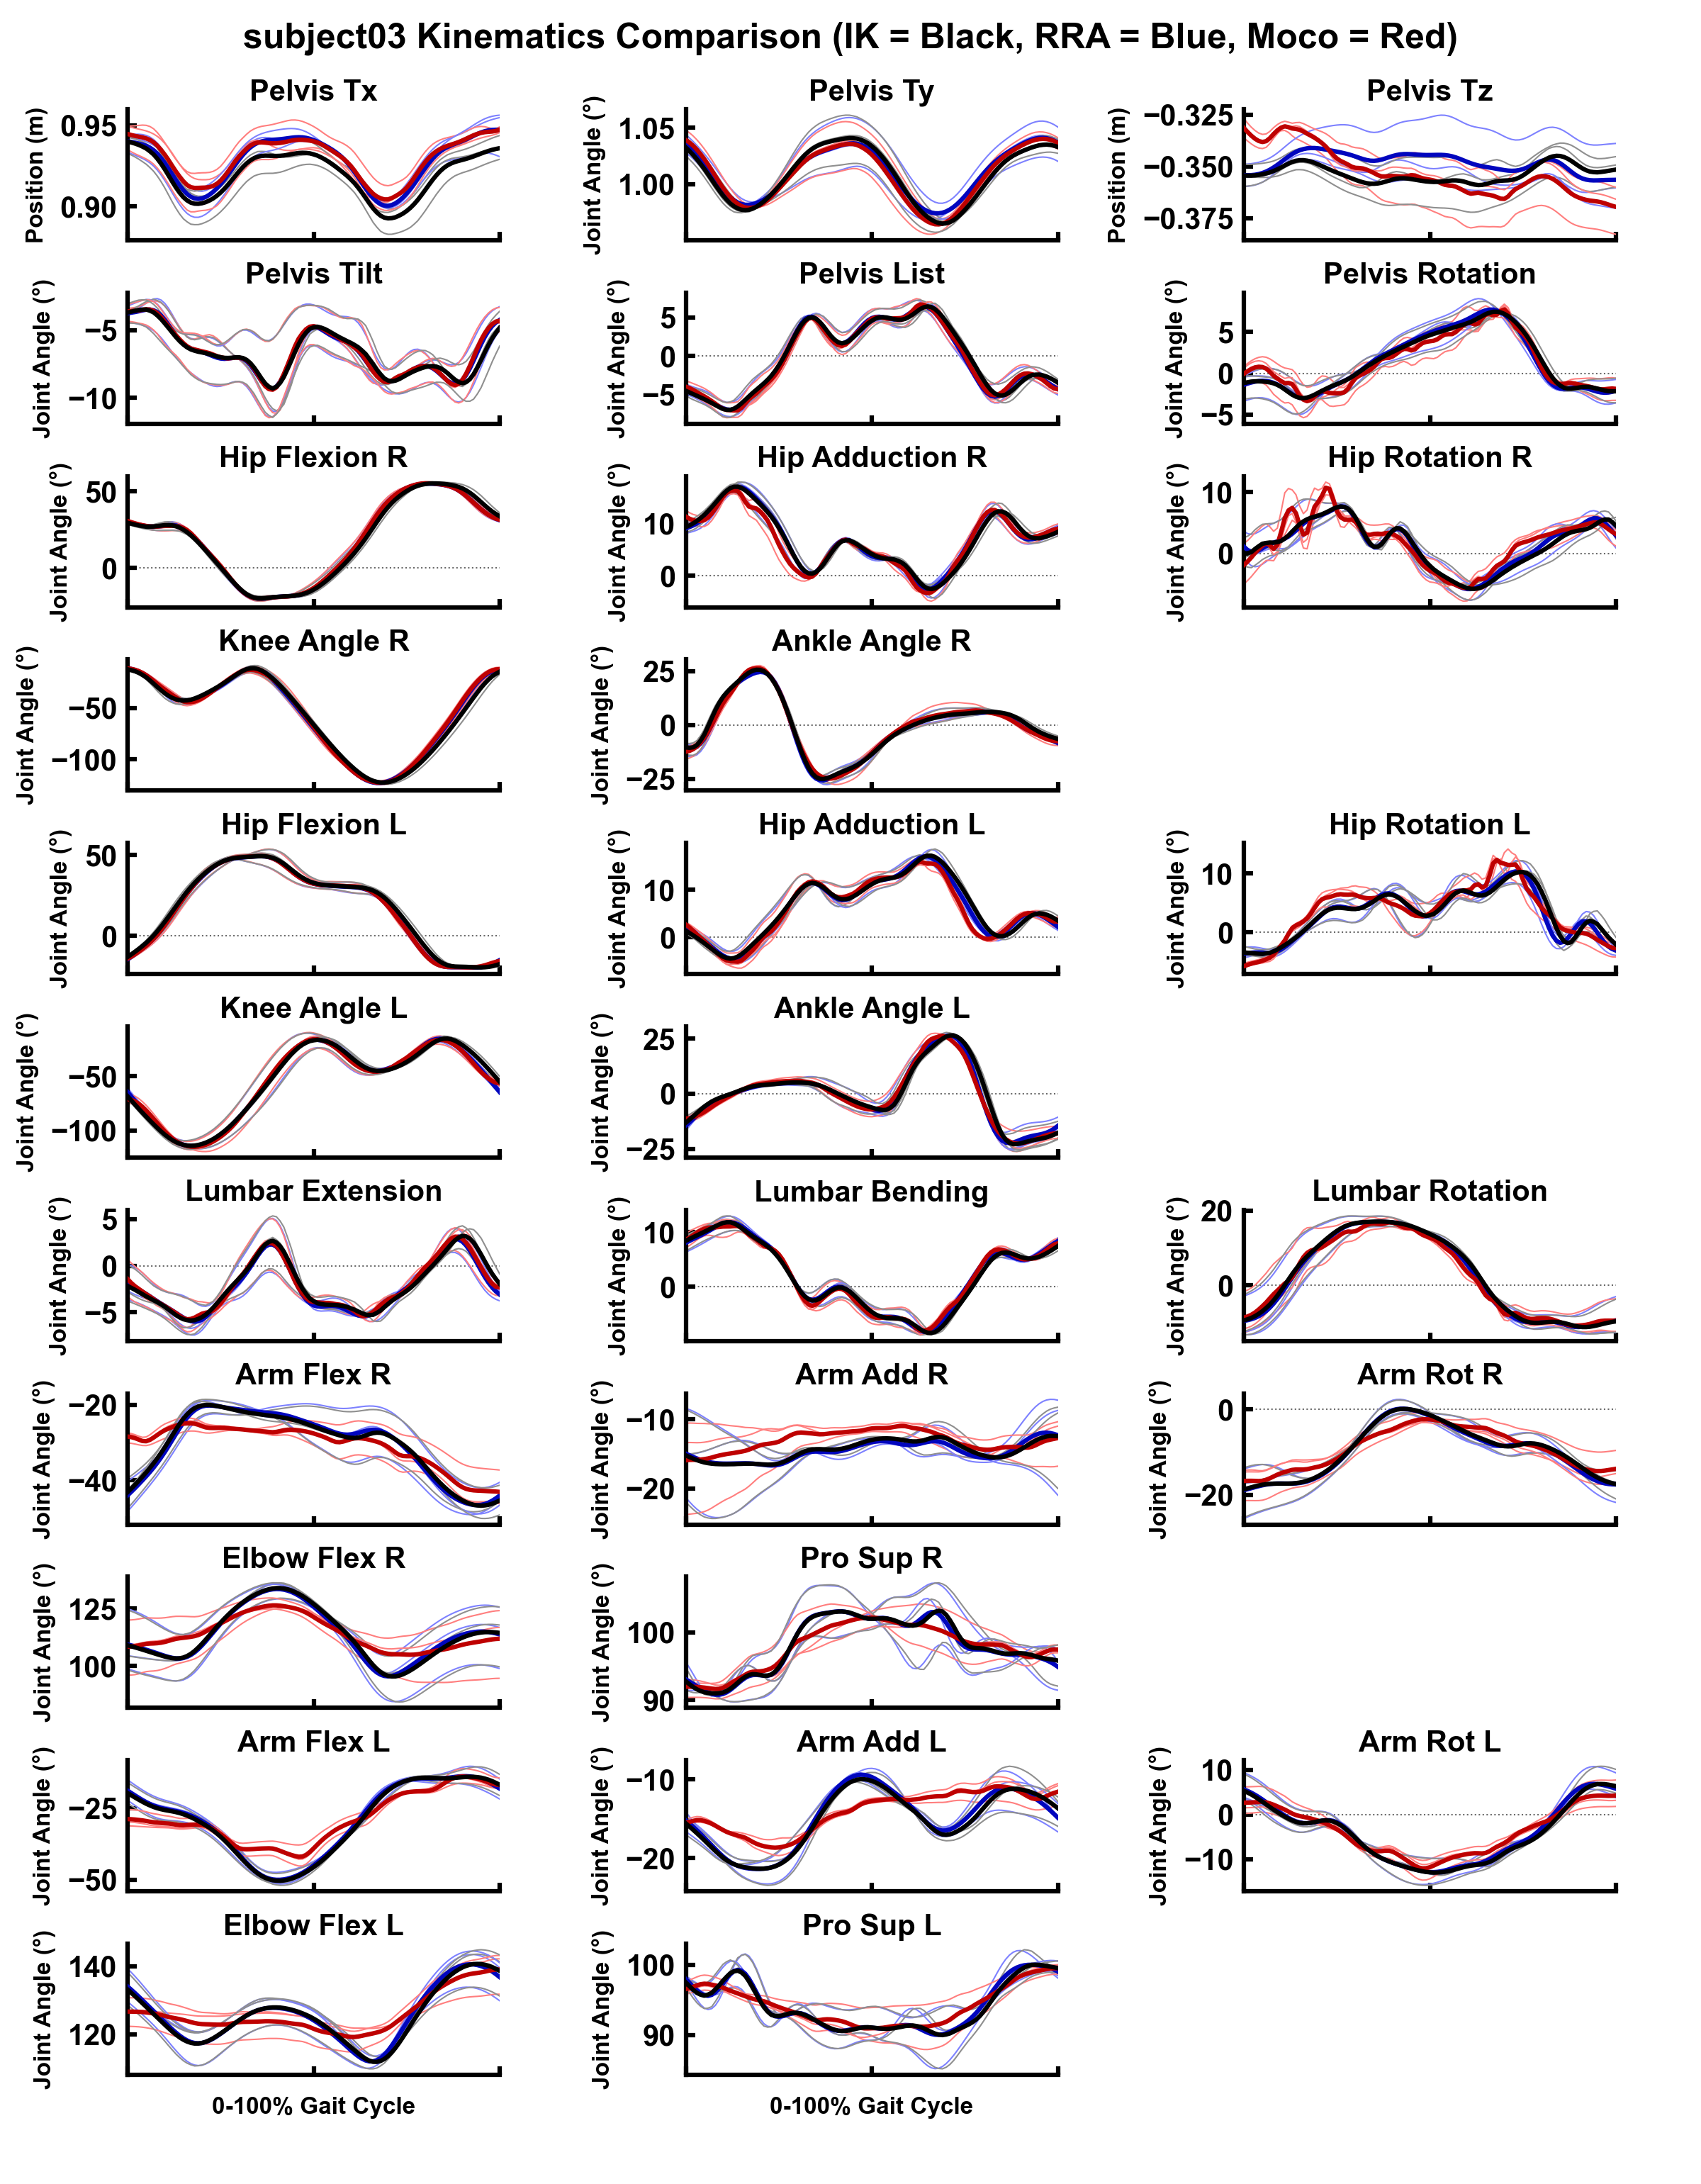 subject03 Kinematics Comparison (IK = Black, RRA = Blue, Moco = Red)
Pelvis Tx
Position (m)
0.95
0.90
Pelvis Ty
Joint Angle (°)
1.05
1.00
Pelvis Tz
Position (m)
−0.325
−0.350
−0.375
Pelvis Tilt
Joint Angle (°)
−5
−10
Pelvis List
Joint Angle (°)
5
0
−5
Pelvis Rotation
Joint Angle (°)
5
0
−5
Hip Flexion R
Joint Angle (°)
50
0
Hip Adduction R
Joint Angle (°)
10
0
Hip Rotation R
Joint Angle (°)
10
0
Knee Angle R
Joint Angle (°)
−50
−100
Ankle Angle R
Joint Angle (°)
25
0
−25
Hip Flexion L
Joint Angle (°)
50
0
Hip Adduction L
Joint Angle (°)
10
0
Hip Rotation L
Joint Angle (°)
10
0
Knee Angle L
Joint Angle (°)
−50
−100
Ankle Angle L
Joint Angle (°)
25
0
−25
Lumbar Extension
Joint Angle (°)
5
0
−5
Lumbar Bending
Joint Angle (°)
10
0
Lumbar Rotation
Joint Angle (°)
20
0
Arm Flex R
Joint Angle (°)
−20
−40
Arm Add R
Joint Angle (°)
−10
−20
Arm Rot R
Joint Angle (°)
0
−20
Elbow Flex R
Joint Angle (°)
125
100
Pro Sup R
Joint Angle (°)
100
90
Arm Flex L
Joint Angle (°)
−25
−50
Arm Add L
Joint Angle (°)
−10
−20
Arm Rot L
Joint Angle (°)
10
0
−10
Elbow Flex L
Joint Angle (°)
140
120
0-100% Gait Cycle
Pro Sup L
Joint Angle (°)
100
90
0-100% Gait Cycle